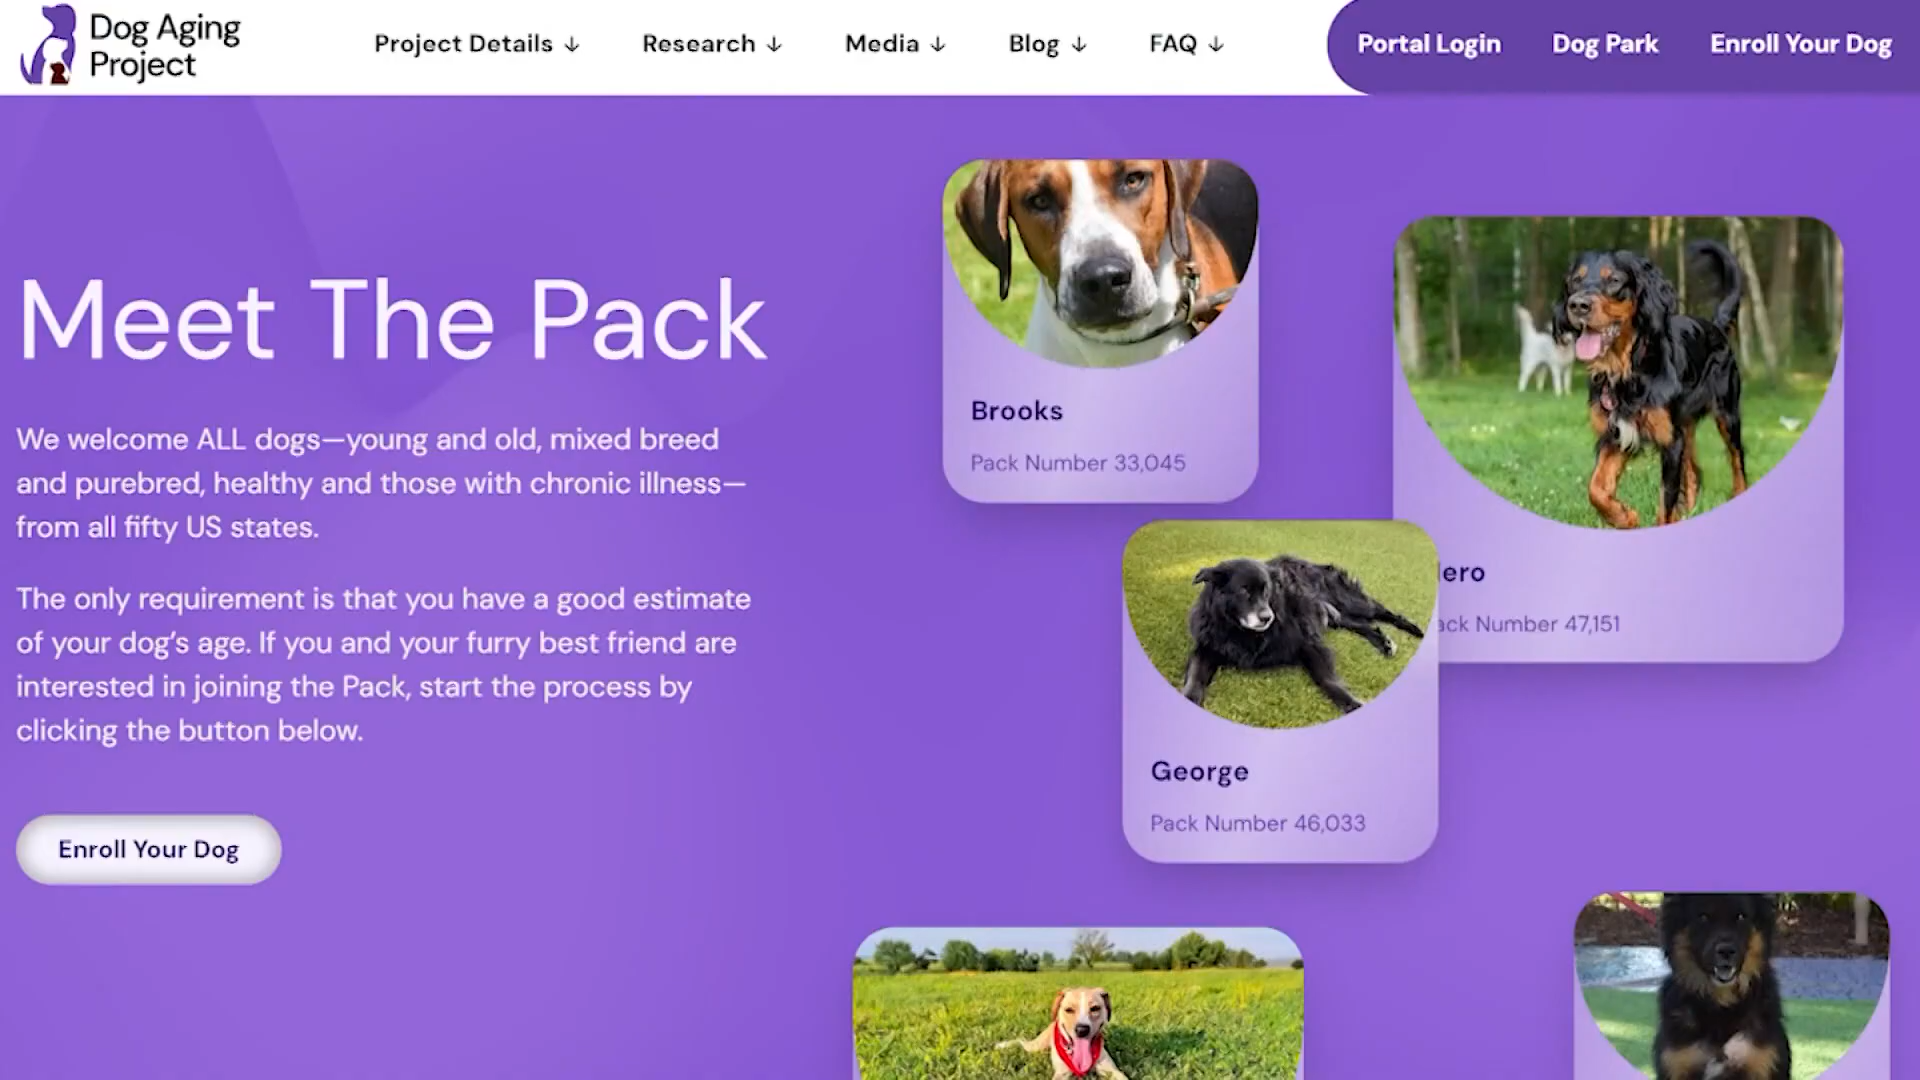 Dog Aging
Project
Project Details ↓
Research ↓
Media ↓
Blog ↓
FAQ ↓
Portal Login
Dog Park
Enroll Your Dog
Meet The Pack
We welcome ALL dogs—young and old, mixed breed
and purebred, healthy and those with chronic illness—
from all fifty US states.
The only requirement is that you have a good estimate
of your dog's age. If you and your furry best friend are
interested in joining the Pack, start the process by
clicking the button below.
Enroll Your Dog
Brooks
Pack Number 33,045
ero
ack Number 47,151
George
Pack Number 46,033